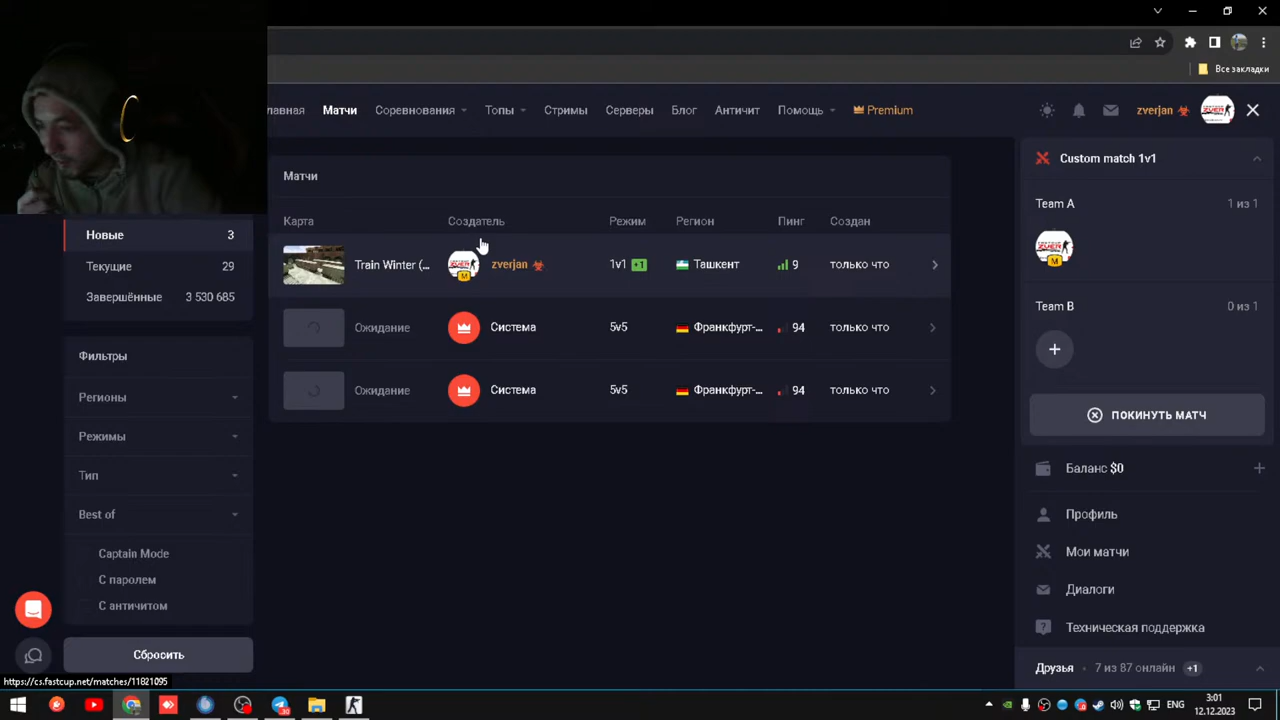 Все закладки
лавная Матчи Соревнования Топы Стримы Серверы Блог Античит Помощь Premium zverjan
Матчи
Карта Создатель Режим Регион Пинг Создан
Train Winter (... zverjan 1v1 +1 Ташкент 9 только что
Ожидание Система 5v5 Франкфурт-... 94 только что
Ожидание Система 5v5 Франкфурт-... 94 только что
Новые 3
Текущие 29
Завершённые 3 530 685
Фильтры
Регионы
Режимы
Тип
Best of
Captain Mode
С паролем
С античитом
Сбросить
Custom match 1v1
Team A 1 из 1
M
Team B 0 из 1
ПОКИНУТЬ МАТЧ
Баланс $0
Профиль
Мои матчи
Диалоги
Техническая поддержка
Друзья • 7 из 87 онлайн +1
https://cs.fastcup.net/matches/11821095
ENG
3:01
12.12.2023